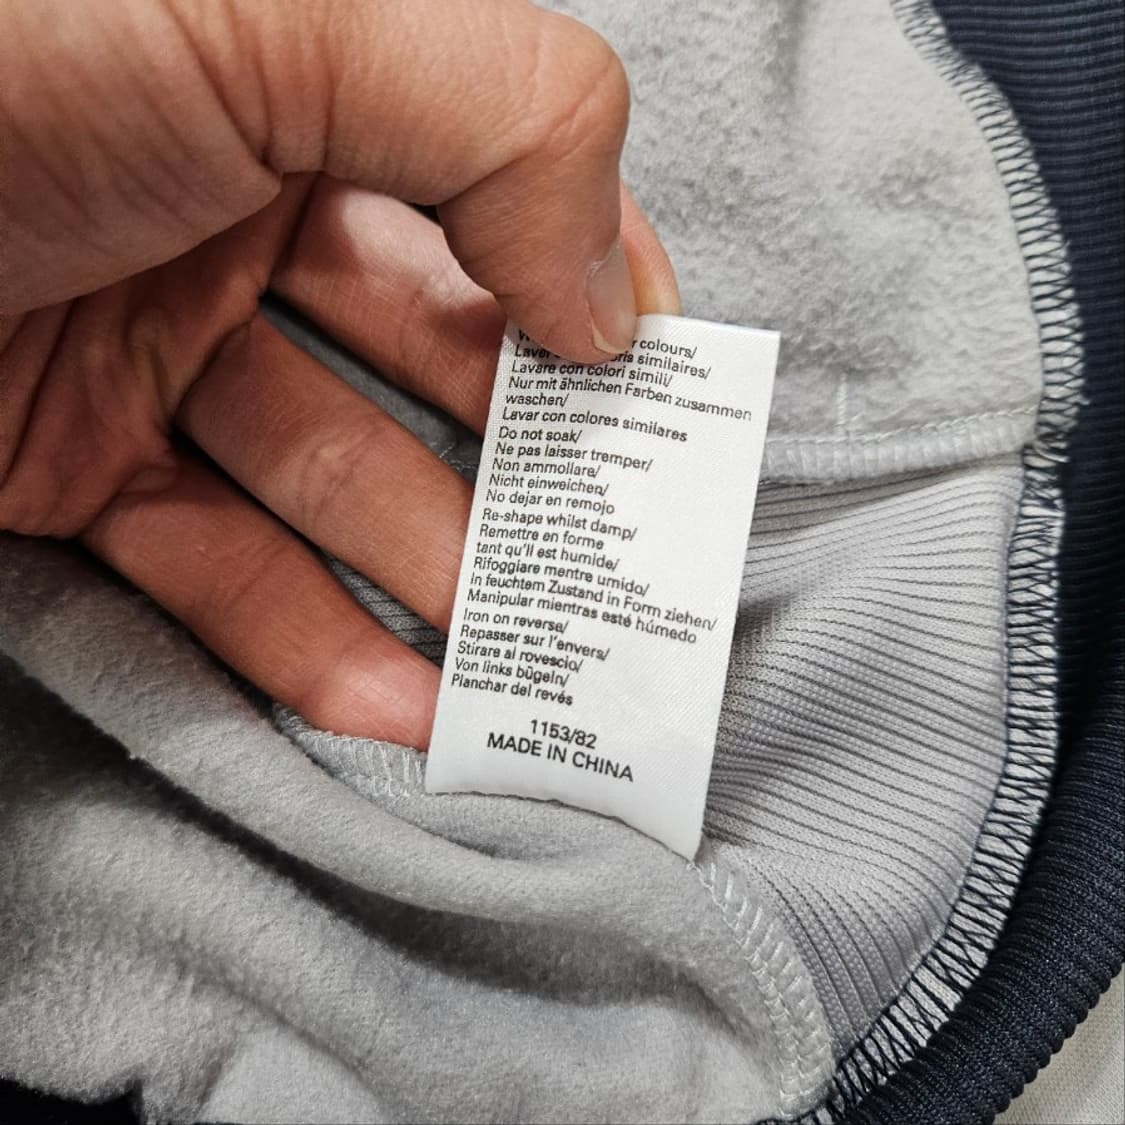 colours/
similaires/
Lavare con colori simili/
Nur mit ähnlichen Farben zusammen
waschen/
Lavar con colores similares
Do not soak/
Ne pas laisser tremper/
Non ammollare/
Nicht einweichen/
No dejar en remojo
Re-shape whilst damp/
Remettre en forme
tant qu'il est humide/
Rifoggiare mentre umido/
In feuchtem Zustand in Form ziehen/
Manipular mientras esté húmedo
Iron on reverse/
Repasser sur l'envers/
Stirare al rovescio/
Von links bügeln/
Planchar del revés
1153/82
MADE IN CHINA